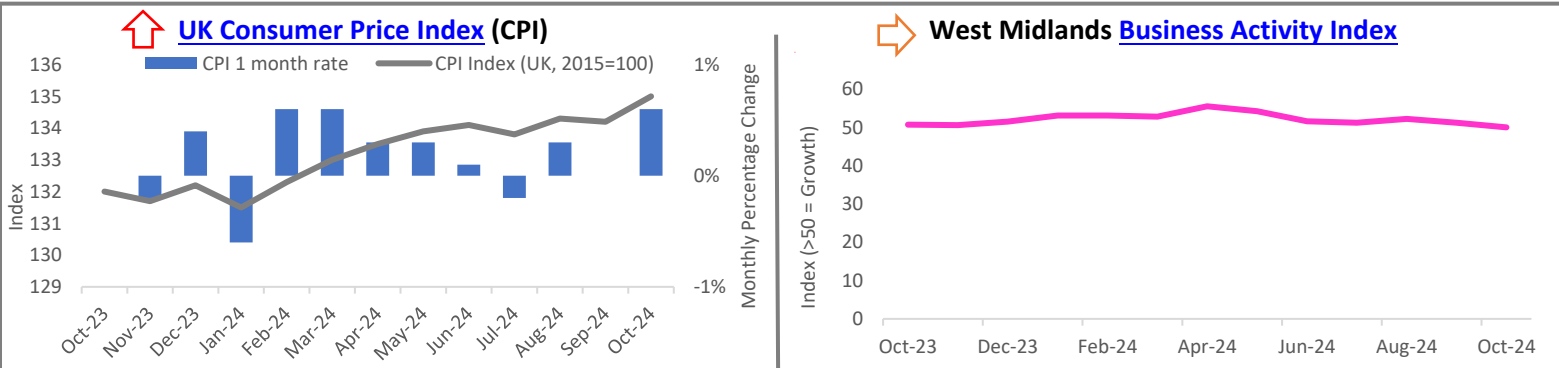 UK Consumer Price Index (CPI)
CPI 1 month rate
CPI Index (UK, 2015=100)
136
135
134
133
132
131
130
129
Index
1%
0%
-1%
Monthly Percentage Change
Oct-23
Nov-23
Dec-23
Jan-24
Feb-24
Mar-24
Apr-24
May-24
Jun-24
Jul-24
Aug-24
Sep-24
Oct-24
West Midlands Business Activity Index
60
50
40
30
20
10
0
Index (>50 = Growth)
Oct-23
Dec-23
Feb-24
Apr-24
Jun-24
Aug-24
Oct-24